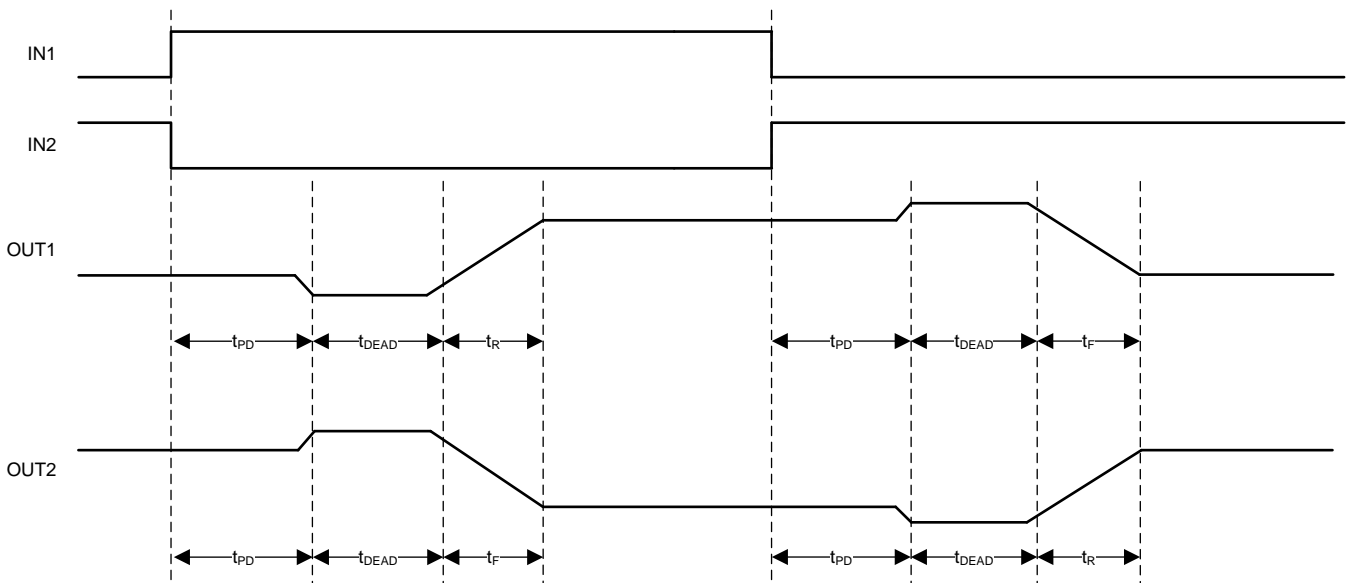 IN1
IN2
OUT1
tPD tDEAD tR tPD tDEAD tF
OUT2
tPD tDEAD tF tPD tDEAD tR